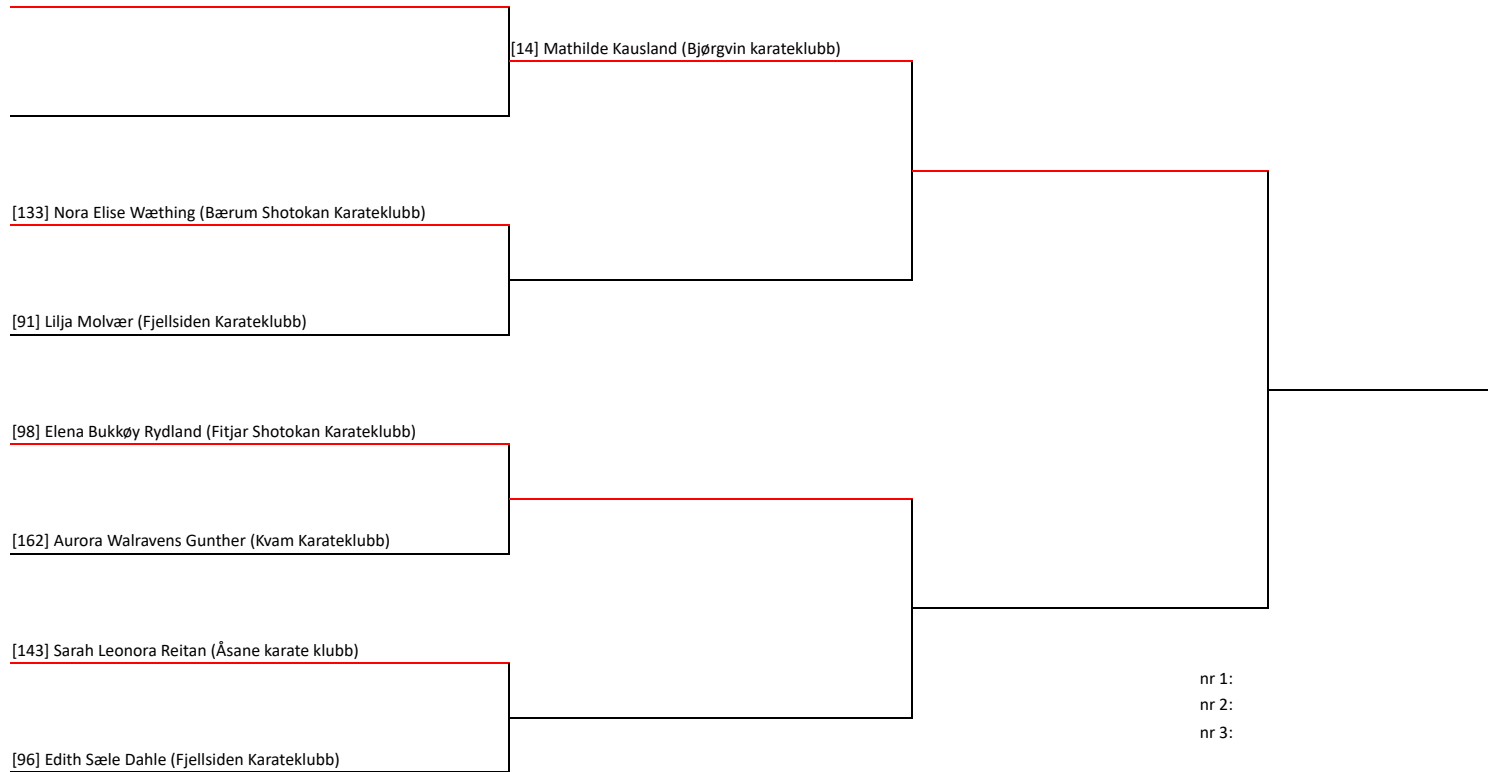 [14] Mathilde Kausland (Bjørgvin karateklubb)
[133] Nora Elise Wæthing (Bærum Shotokan Karateklubb)
[91] Lilja Molvær (Fjellsiden Karateklubb)
[98] Elena Bukkøy Rydland (Fitjar Shotokan Karateklubb)
[162] Aurora Walravens Gunther (Kvam Karateklubb)
[143] Sarah Leonora Reitan (Åsane karate klubb)
[96] Edith Sæle Dahle (Fjellsiden Karateklubb)
nr 1:
nr 2:
nr 3: